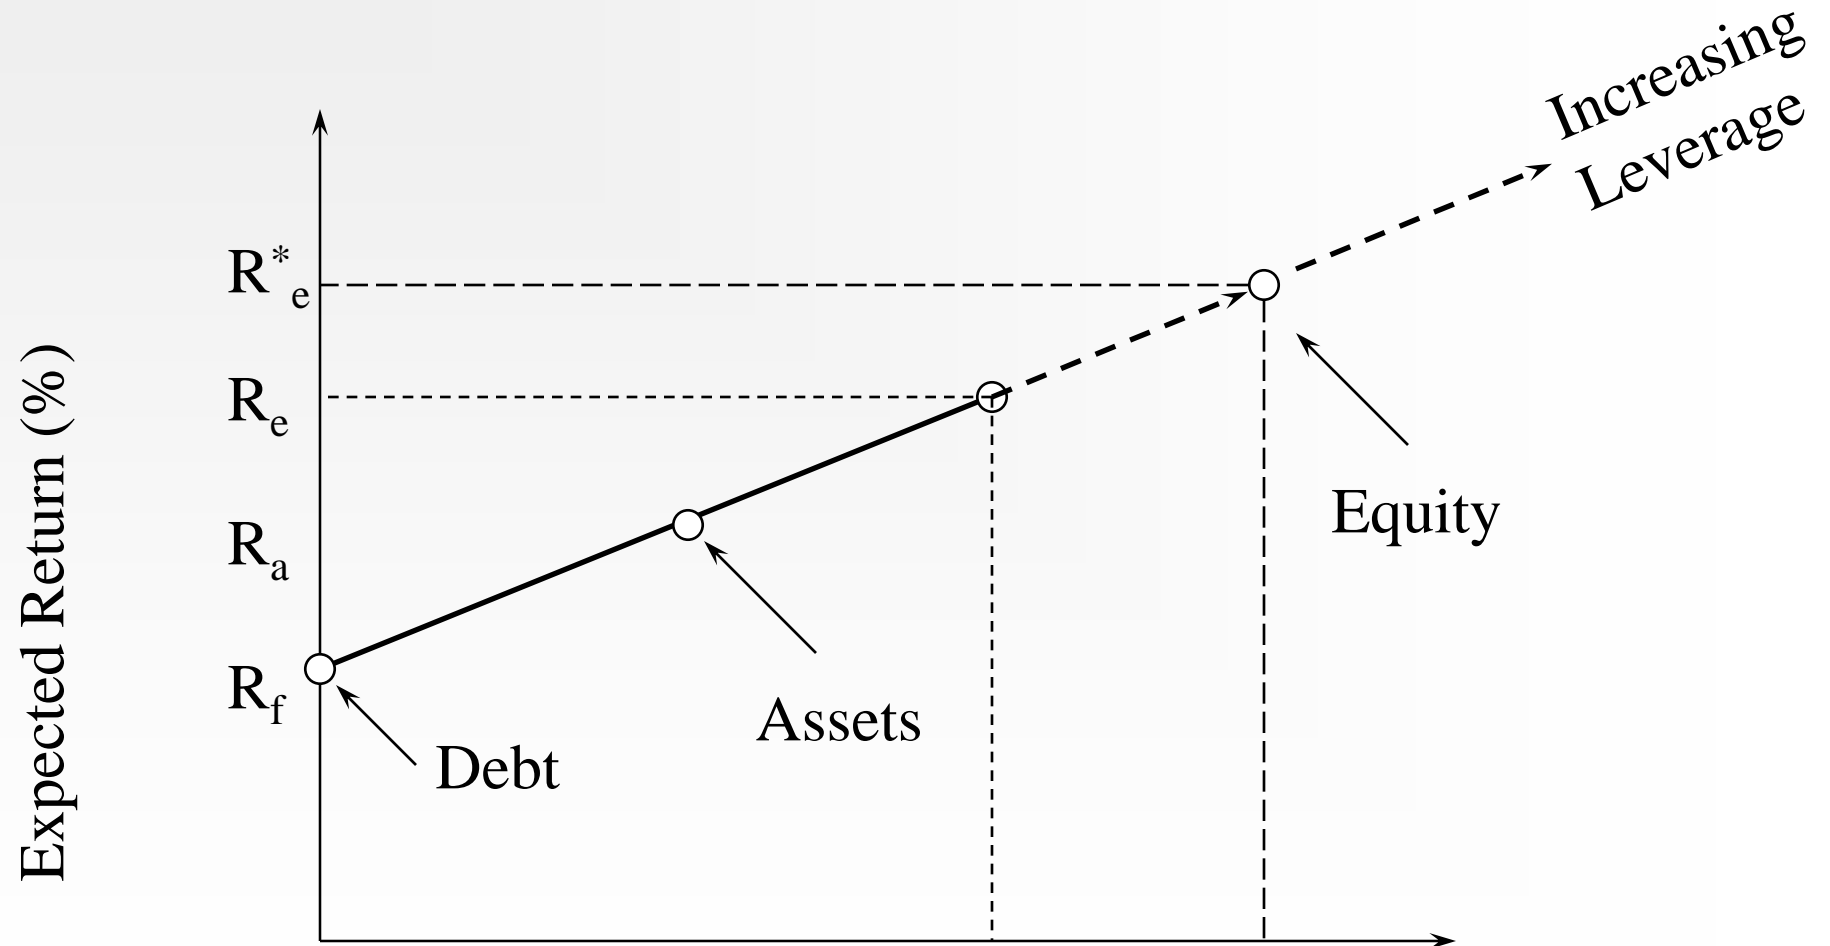 Increasing
Leverage
R*e
Re
Ra
Rf
Equity
Assets
Debt
Expected Return (%)